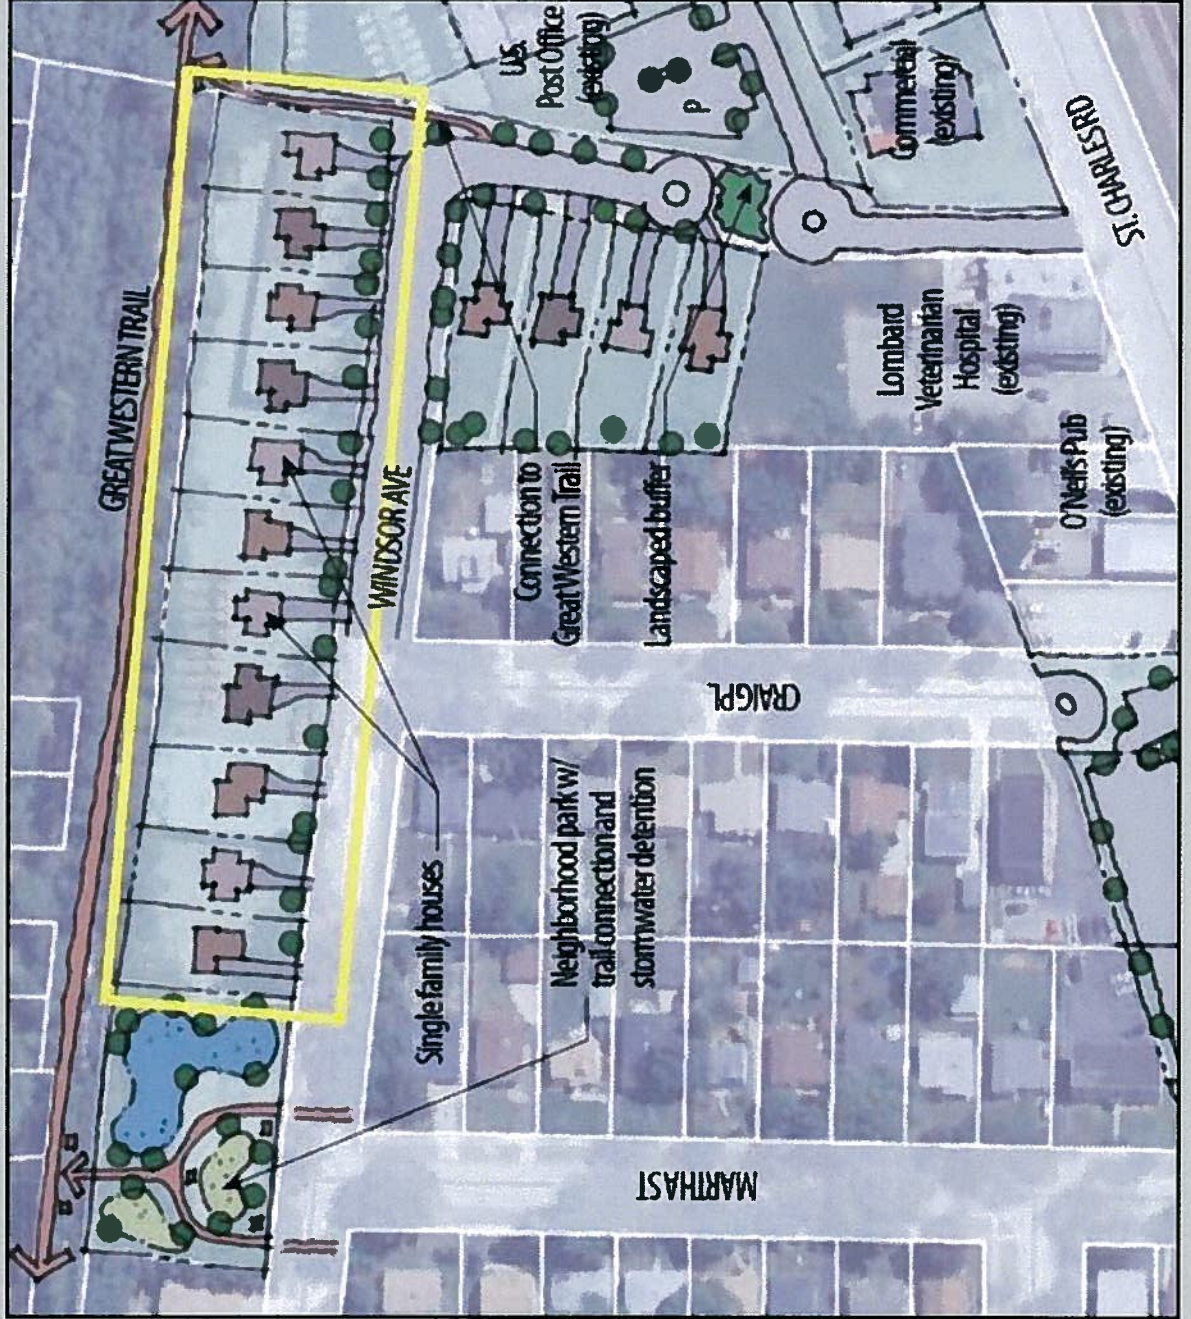 GREAT WESTERN TRAIL
U.S.
Post Office
(existing)
P
Commercial
(existing)
ST. CHARLES RD
WINDSOR AVE
Connection to
Great Western Trail
Landscaped buffer
Lombard
Veterinarian
Hospital
(existing)
O'Neil's Pub
(existing)
CRAIG PL
Single family houses
Neighborhood park w/
trail connection and
stormwater detention
MARTHA ST